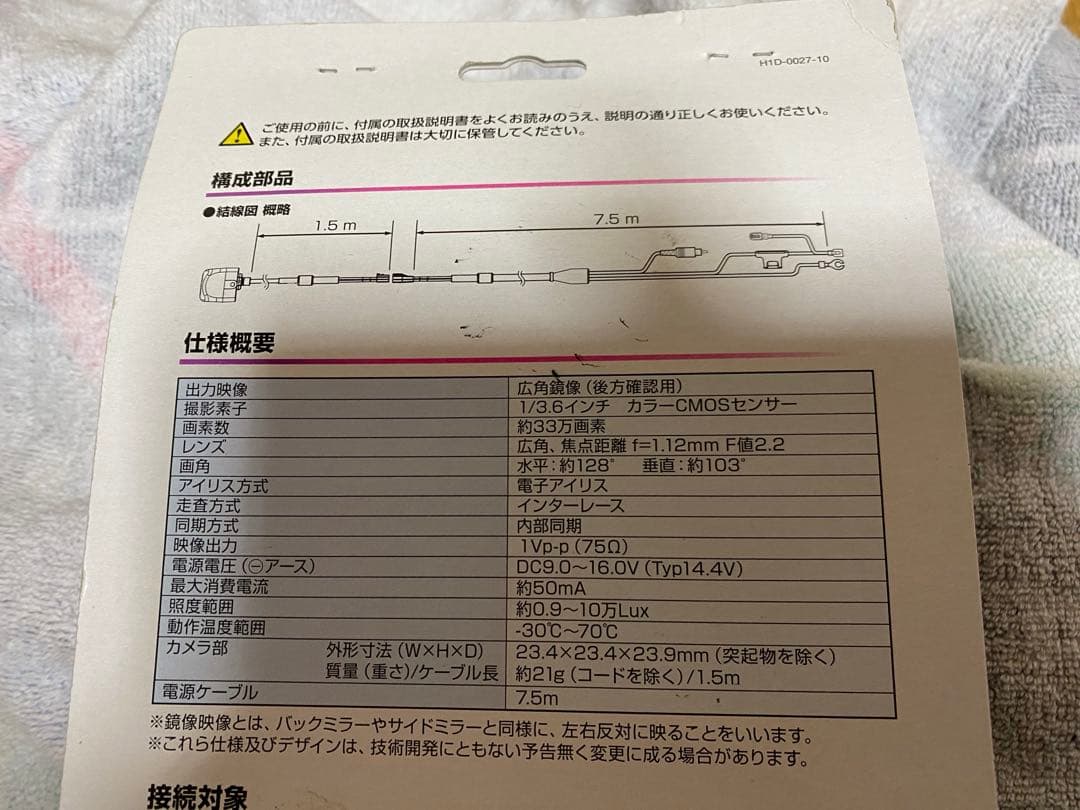 H1D-0027-10
ご使用の前に、付属の取扱説明書をよくお読みのうえ、説明の通り正しくお使いください。
また、付属の取扱説明書は大切に保管してください。
構成部品
●結線図 概略
1.5 m
7.5 m
仕様概要
出力映像 広角鏡像（後方確認用）
撮影素子 1/3.6インチ カラーCMOSセンサー
画素数 約33万画素
レンズ 広角、焦点距離 f=1.12mm F値2.2
画角 水平：約128° 垂直：約103°
アイリス方式 電子アイリス
走査方式 インターレース
同期方式 内部同期
映像出力 1Vp-p（75Ω）
電源電圧（⊖アース） DC9.0～16.0V（Typ14.4V）
最大消費電流 約50mA
照度範囲 約0.9～10万Lux
動作温度範囲 -30℃～70℃
カメラ部 外形寸法（W×H×D） 23.4×23.4×23.9mm（突起物を除く）
質量（重さ）/ケーブル長 約21g（コードを除く）/1.5m
電源ケーブル 7.5m
※鏡像映像とは、バックミラーやサイドミラーと同様に、左右反対に映ることをいいます。
※これら仕様及びデザインは、技術開発にともない予告無く変更に成る場合があります。
接続対象